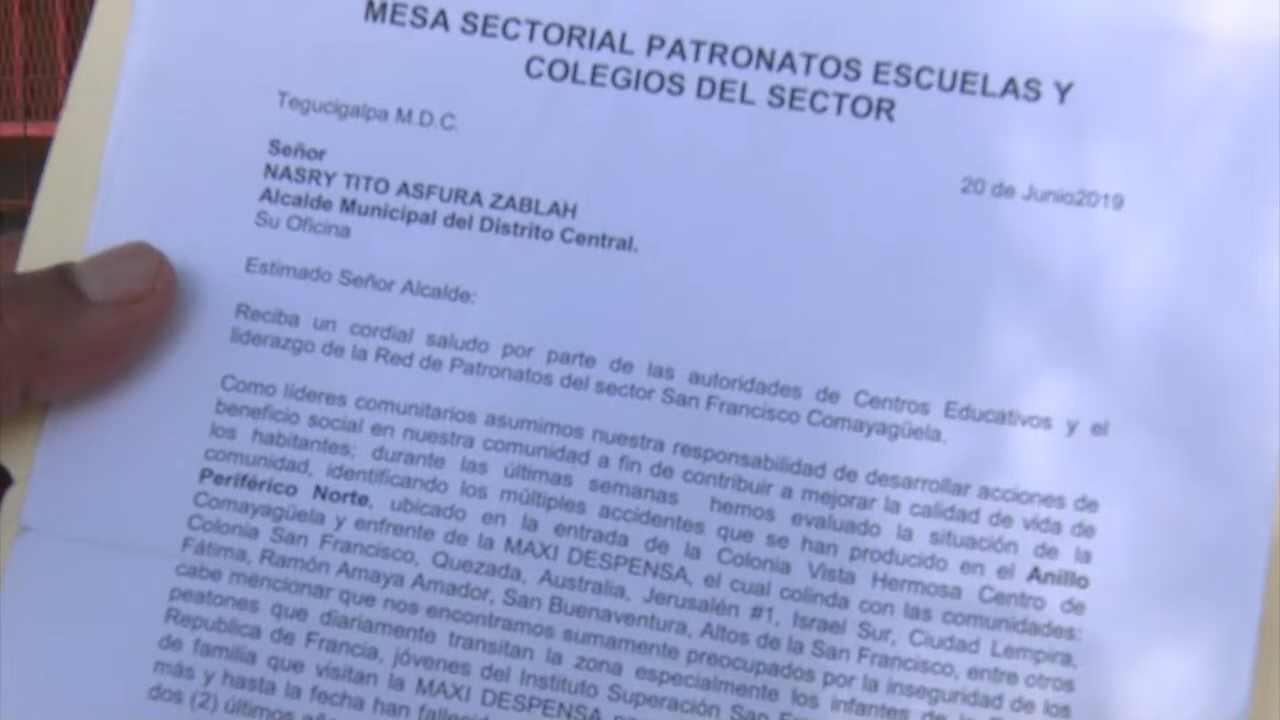 MESA SECTORIAL PATRONATOS ESCUELAS Y
COLEGIOS DEL SECTOR
Tegucigalpa M.D.C.
20 de Junio2019
Señor
NASRY TITO ASFURA ZABLAH
Alcalde Municipal del Distrito Central.
Su Oficina
Estimado Señor Alcalde:
Reciba un cordial saludo por parte de las autoridades de Centros Educativos y el
liderazgo de la Red de Patronatos del sector San Francisco Comayagüela.
Como líderes comunitarios asumimos nuestra responsabilidad de desarrollar acciones de
beneficio social en nuestra comunidad a fin de contribuir a mejorar la calidad de vida de
los habitantes; durante las últimas semanas hemos evaluado la situación de la
comunidad, identificando los múltiples accidentes que se han producido en el Anillo
Periférico Norte, ubicado en la entrada de la Colonia Vista Hermosa Centro de
Comayagüela y enfrente de la MAXI DESPENSA, el cual colinda con las comunidades:
Colonia San Francisco, Quezada, Australia, Jerusalén #1, Israel Sur, Ciudad Lempira,
Fátima, Ramón Amaya Amador, San Buenaventura, Altos de la San Francisco, entre otros
cabe mencionar que nos encontramos sumamente preocupados por la inseguridad de los
peatones que diariamente transitan la zona especialmente los infantes de la
Republica de Francia, jóvenes del Instituto Superación San
de familia que visitan la MAXI DESPENSA
más y hasta la fecha han
dos (2) últimos